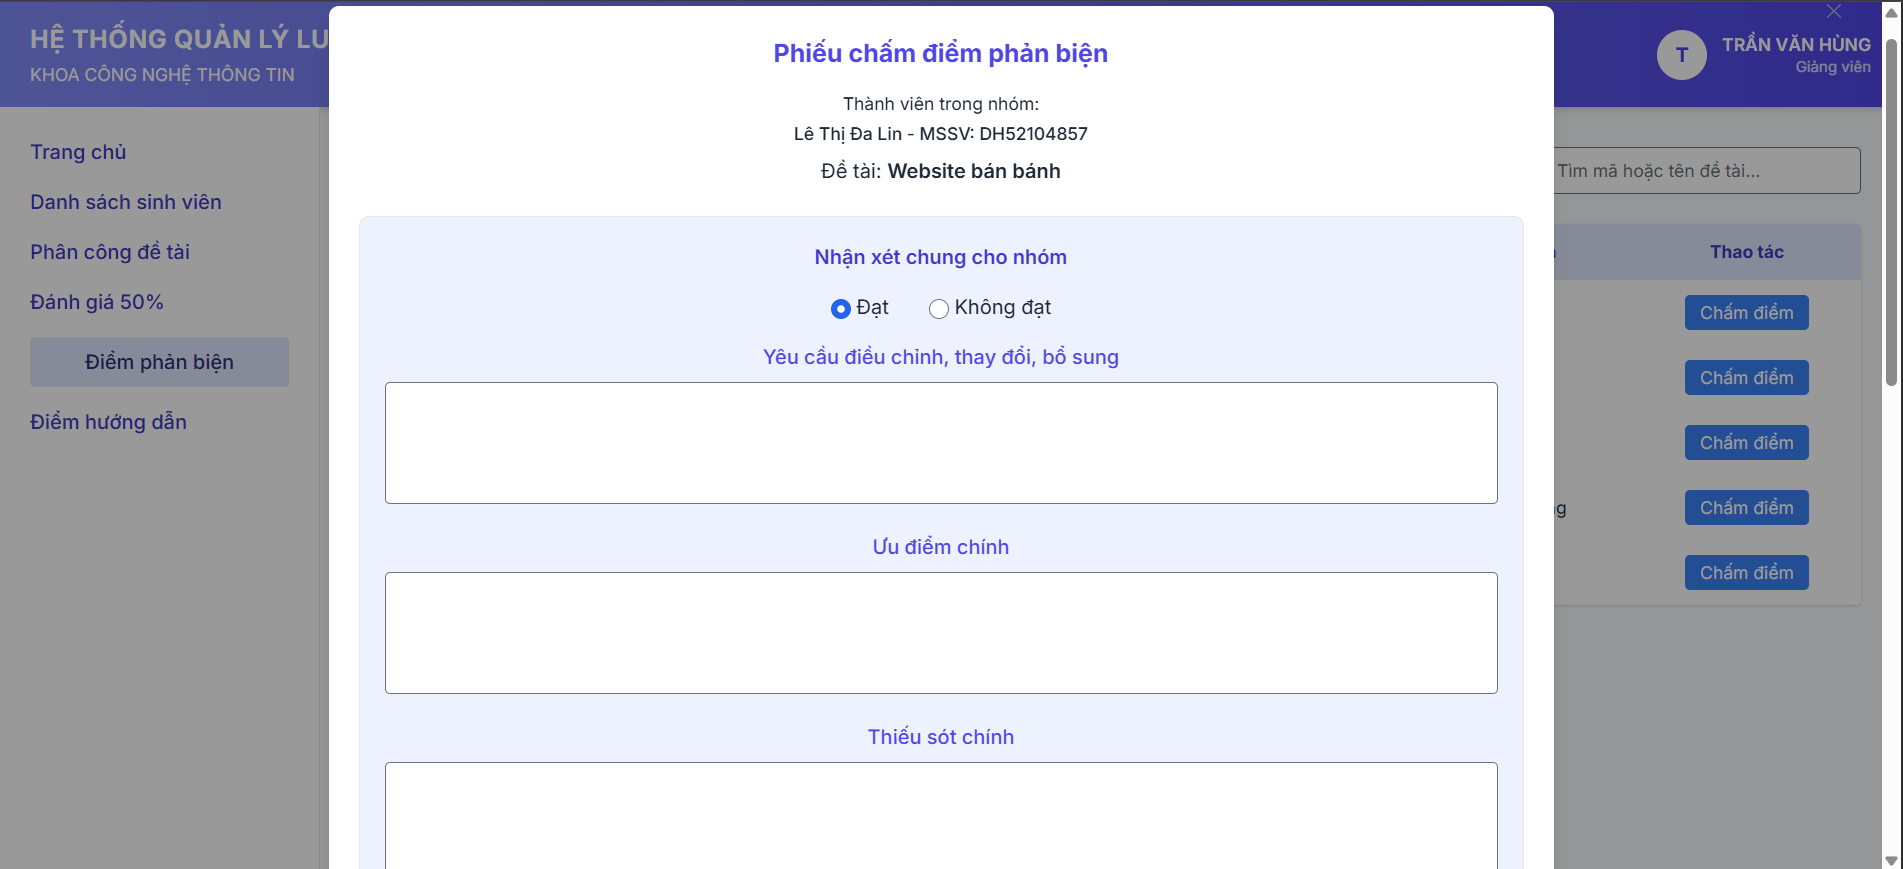 HỆ THỐNG QUẢN LÝ LU
KHOA CÔNG NGHỆ THÔNG TIN
T
TRẦN VĂN HÙNG
Giảng viên
Trang chủ
Danh sách sinh viên
Phân công đề tài
Đánh giá 50%
Điểm phản biện
Điểm hướng dẫn
Phiếu chấm điểm phản biện
Thành viên trong nhóm:
Lê Thị Đa Lin - MSSV: DH52104857
Đề tài: Website bán bánh
Nhận xét chung cho nhóm
Đạt
Không đạt
Yêu cầu điều chỉnh, thay đổi, bổ sung
Ưu điểm chính
Thiếu sót chính
Tìm mã hoặc tên đề tài...
Thao tác
Chấm điểm
Chấm điểm
Chấm điểm
g
Chấm điểm
Chấm điểm